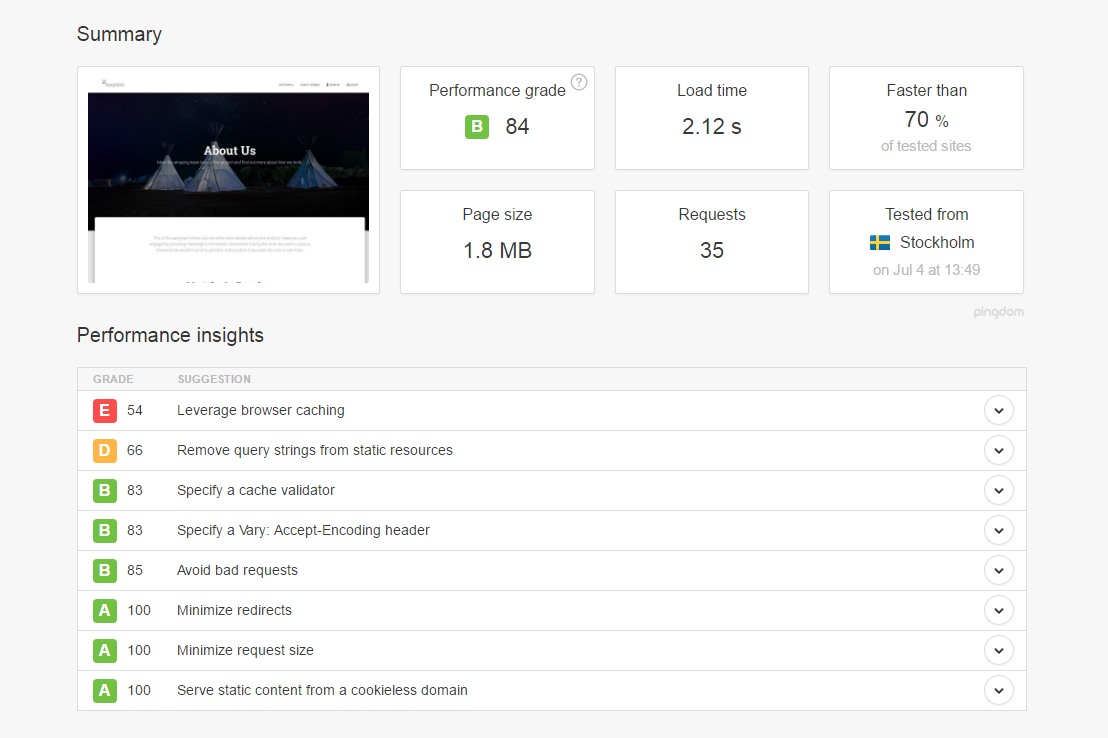 Summary
About Us
Performance grade ?
B 84
Load time
2.12 s
Faster than
70 %
of tested sites
Page size
1.8 MB
Requests
35
Tested from
Stockholm
on Jul 4 at 13:49
pingdom
Performance insights
GRADE SUGGESTION
E 54 Leverage browser caching
D 66 Remove query strings from static resources
B 83 Specify a cache validator
B 83 Specify a Vary: Accept-Encoding header
B 85 Avoid bad requests
A 100 Minimize redirects
A 100 Minimize request size
A 100 Serve static content from a cookieless domain